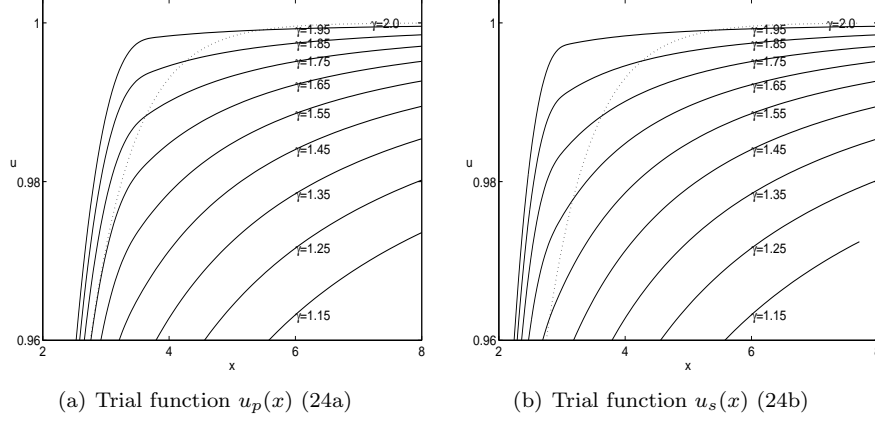 1
0.98
0.96
u
2
4
6
8
x
γ=2.0
γ=1.95
γ=1.85
γ=1.75
γ=1.65
γ=1.55
γ=1.45
γ=1.35
γ=1.25
γ=1.15
(a) Trial function u_p(x) (24a)
1
0.98
0.96
u
2
4
6
8
x
γ=2.0
γ=1.95
γ=1.85
γ=1.75
γ=1.65
γ=1.55
γ=1.45
γ=1.35
γ=1.25
γ=1.15
(b) Trial function u_s(x) (24b)